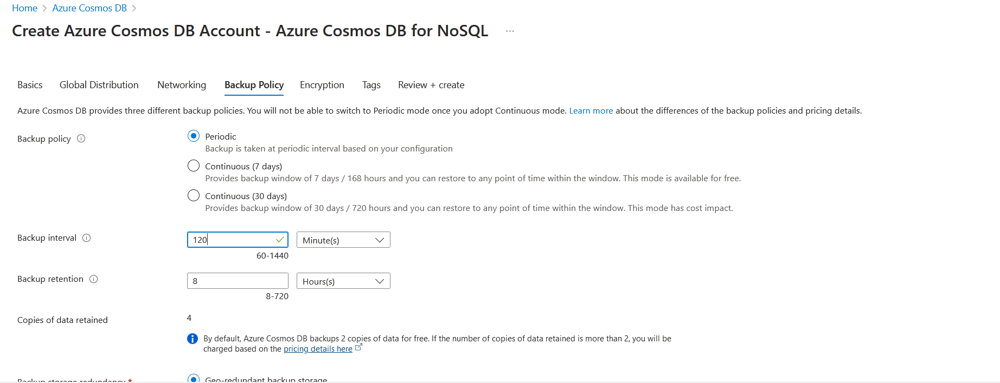 Home > Azure Cosmos DB >
Create Azure Cosmos DB Account - Azure Cosmos DB for NoSQL ...
Basics Global Distribution Networking Backup Policy Encryption Tags Review + create
Azure Cosmos DB provides three different backup policies. You will not be able to switch to Periodic mode once you adopt Continuous mode. Learn more about the differences of the backup policies and pricing details.
Backup policy
Periodic
Backup is taken at periodic interval based on your configuration
Continuous (7 days)
Provides backup window of 7 days / 168 hours and you can restore to any point of time within the window. This mode is available for free.
Continuous (30 days)
Provides backup window of 30 days / 720 hours and you can restore to any point of time within the window. This mode has cost impact.
Backup interval 120 Minute(s)
60-1440
Backup retention 8 Hours(s)
8-720
Copies of data retained 4
By default, Azure Cosmos DB backups 2 copies of data for free. If the number of copies of data retained is more than 2, you will be
charged based on the pricing details here
Backup storage redundancy * Geo-redundant backup storage